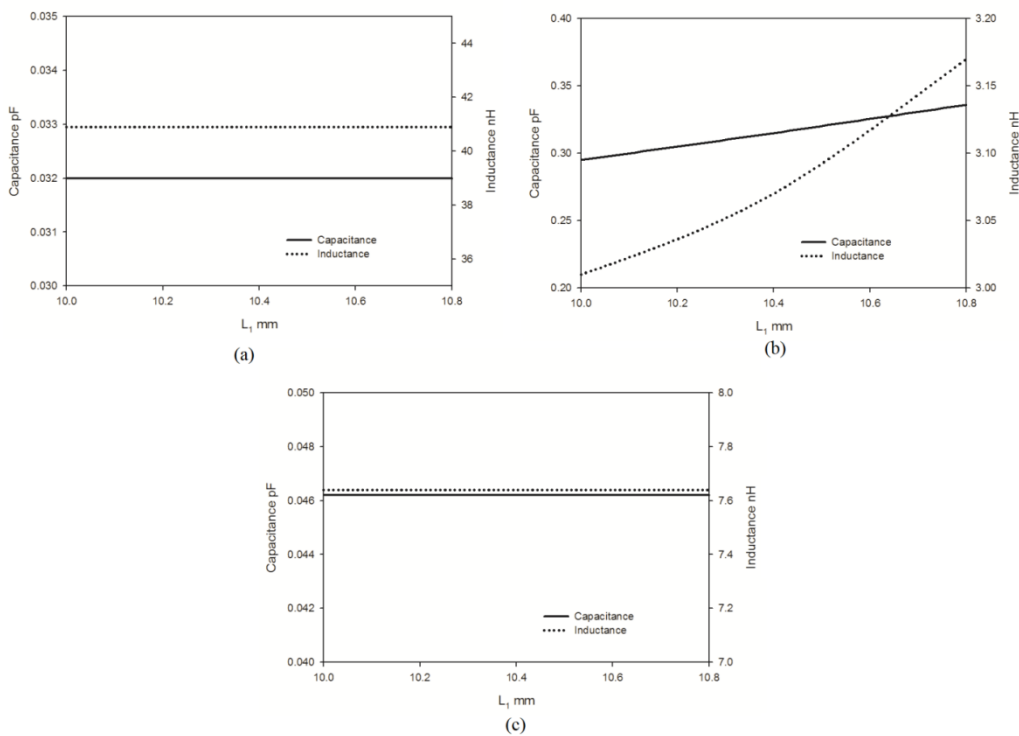 0.035
0.034
0.033
0.032
0.031
0.030
Capacitance pF
44
42
40
38
36
Inductance nH
Capacitance
Inductance
10.0 10.2 10.4 10.6 10.8
L1 mm
(a)
0.40
0.35
0.30
0.25
0.20
Capacitance pF
3.20
3.15
3.10
3.05
3.00
Inductance nH
Capacitance
Inductance
10.0 10.2 10.4 10.6 10.8
L1 mm
(b)
0.050
0.048
0.046
0.044
0.042
0.040
Capacitance pF
8.0
7.8
7.6
7.4
7.2
7.0
Inductance nH
Capacitance
Inductance
10.0 10.2 10.4 10.6 10.8
L1 mm
(c)